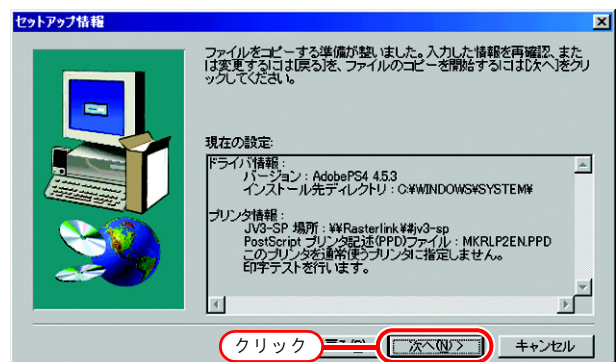 セットアップ情報
ファイルをコピーする準備が整いました。入力した情報を再確認、また
は変更するには[戻る]を、ファイルのコピーを開始するには[次へ]をクリ
ックしてください。
現在の設定:
ドライバ情報：
バージョン：AdobePS4 4.5.3
インストール先ディレクトリ：C:¥WINDOWS¥SYSTEM¥
プリンタ情報：
JV3-SP 場所：¥¥Rasterlink¥#jv3-sp
PostScript プリンタ記述(PPD)ファイル：MKRLP2EN.PPD
このプリンタを通常使うプリンタに指定しません。
印字テストを行います。
クリック
次へ(N) >
キャンセル